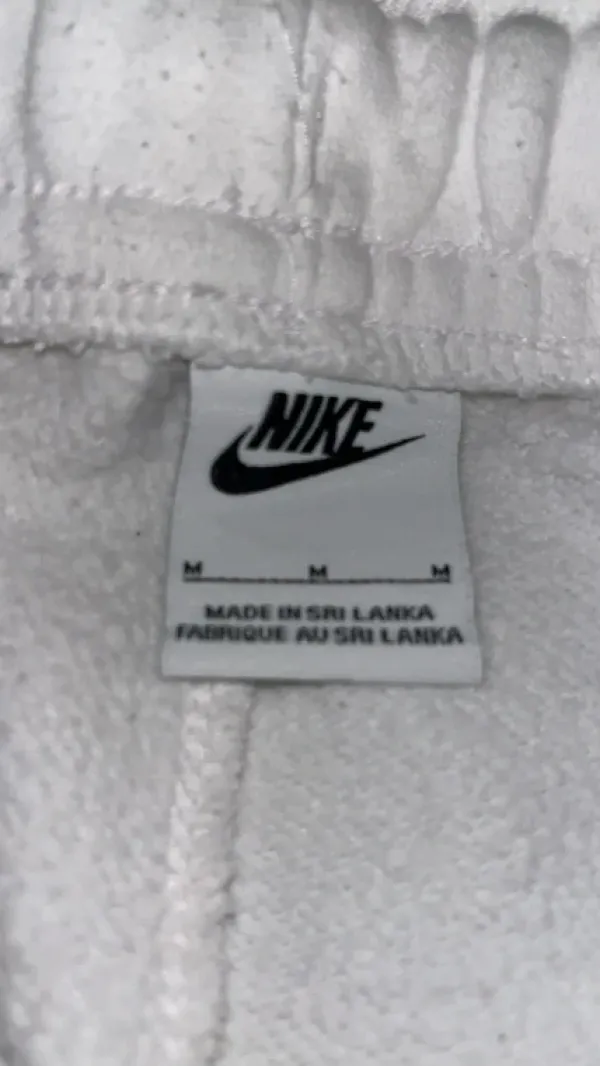 NIKE
M M M
MADE IN SRI LANKA
FABRIQUE AU SRI LANKA